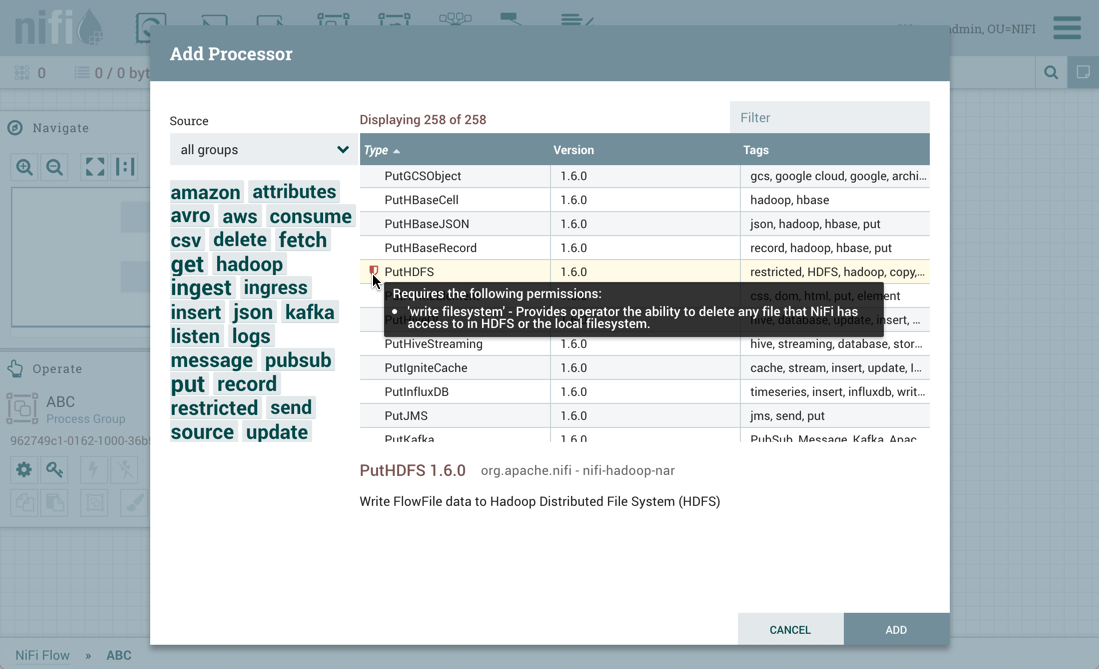 nifi
admin, OU=NIFI
0
0 / 0 byt
Add Processor
Navigate
Operate
ABC
Process Group
962749c1-0162-1000-36b
Source
all groups
amazon attributes
avro aws consume
csv delete fetch
get hadoop
ingest ingress
insert json kafka
listen logs
message pubsub
put record
restricted send
source update
Displaying 258 of 258
Filter
Type Version Tags
PutGCSObject 1.6.0 gcs, google cloud, google, archi...
PutHBaseCell 1.6.0 hadoop, hbase
PutHBaseJSON 1.6.0 json, hadoop, hbase, put
PutHBaseRecord 1.6.0 record, hadoop, hbase, put
PutHDFS 1.6.0 restricted, HDFS, hadoop, copy,...
css, dom, html, put, element
Requires the following permissions:
• 'write filesystem' - Provides operator the ability to delete any file that NiFi has
access to in HDFS or the local filesystem.
hive, database, update, insert, ...
PutHiveStreaming 1.6.0 hive, streaming, database, stor...
PutIgniteCache 1.6.0 cache, stream, insert, update, I...
PutInfluxDB 1.6.0 timeseries, insert, influxdb, writ...
PutJMS 1.6.0 jms, send, put
PutKafka 1.6.0 PubSub, Message, Kafka, Apac
PutHDFS 1.6.0 org.apache.nifi - nifi-hadoop-nar
Write FlowFile data to Hadoop Distributed File System (HDFS)
CANCEL ADD
NiFi Flow » ABC